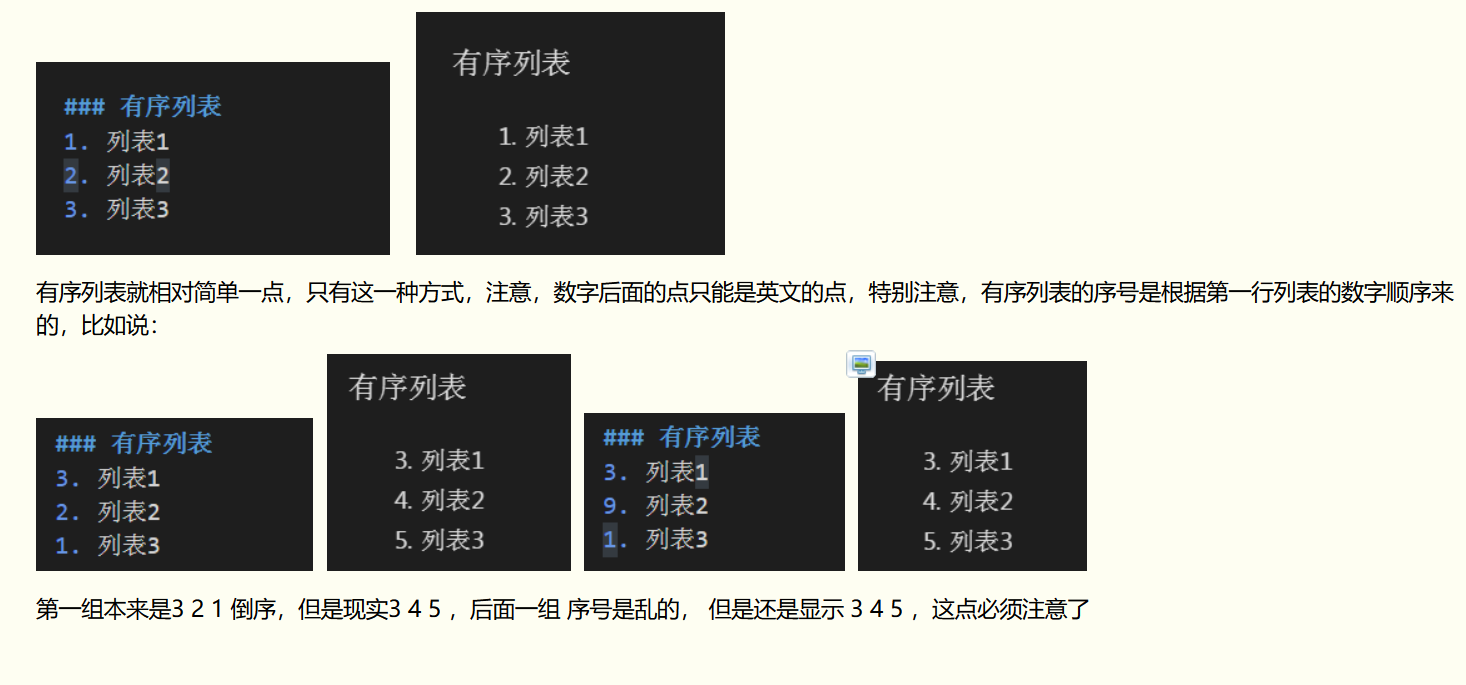 ### 有序列表
1. 列表1
2. 列表2
3. 列表3
有序列表
1. 列表1
2. 列表2
3. 列表3
有序列表就相对简单一点，只有这一种方式，注意，数字后面的点只能是英文的点，特别注意，有序列表的序号是根据第一行列表的数字顺序来
的，比如说：
### 有序列表
3. 列表1
2. 列表2
1. 列表3
有序列表
3. 列表1
4. 列表2
5. 列表3
### 有序列表
3. 列表1
9. 列表2
1. 列表3
有序列表
3. 列表1
4. 列表2
5. 列表3
第一组本来是3 2 1 倒序，但是现实3 4 5 ，后面一组 序号是乱的， 但是还是显示 3 4 5 ，这点必须注意了